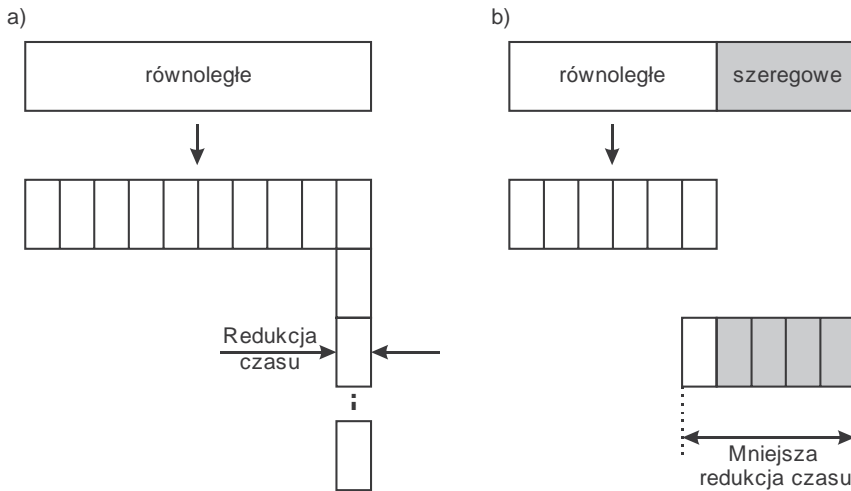 a)
równoległe
Redukcja
czasu
b)
równoległe
szeregowe
Mniejsza
redukcja czasu